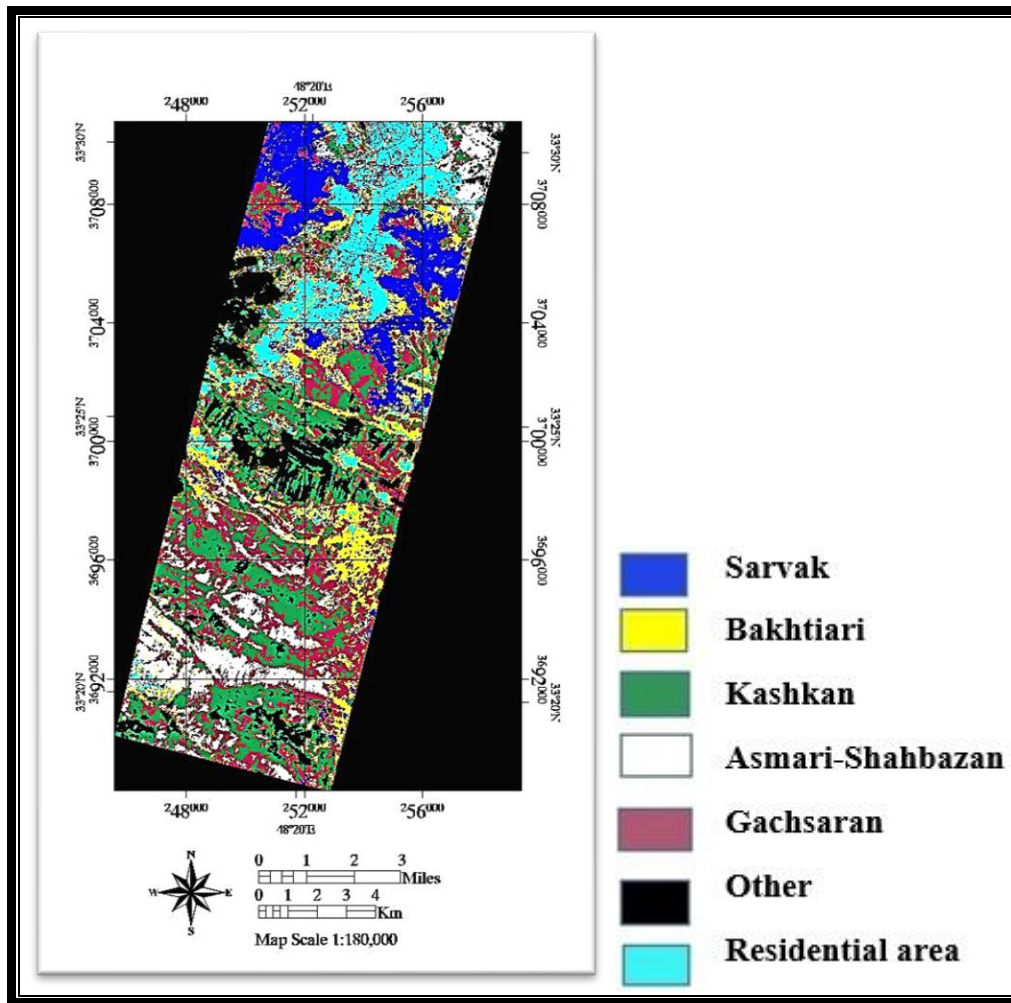 48°20'E
248000 252000 256000
33°30'N
33°30'N
3708000
3708000
3704000
3704000
33°25'N
33°25'N
3700000
3700000
3696000
3696000
3692000
3692000
33°20'N
33°20'N
248000 252000 256000
48°20'E
N
W E
S
0 1 2 3
Miles
0 1 2 3 4
Km
Map Scale 1:180,000
Sarvak
Bakhtiari
Kashkan
Asmari-Shahbazan
Gachsaran
Other
Residential area